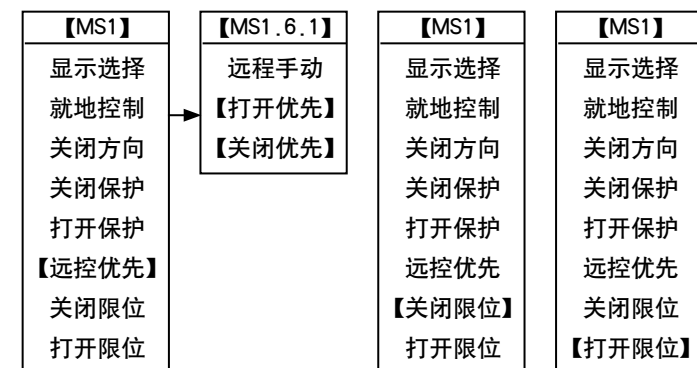 【MS1】
显示选择
就地控制
关闭方向
关闭保护
打开保护
【远控优先】
关闭限位
打开限位
【MS1.6.1】
远程手动
【打开优先】
【关闭优先】
【MS1】
显示选择
就地控制
关闭方向
关闭保护
打开保护
远控优先
【关闭限位】
打开限位
【MS1】
显示选择
就地控制
关闭方向
关闭保护
打开保护
远控优先
关闭限位
【打开限位】